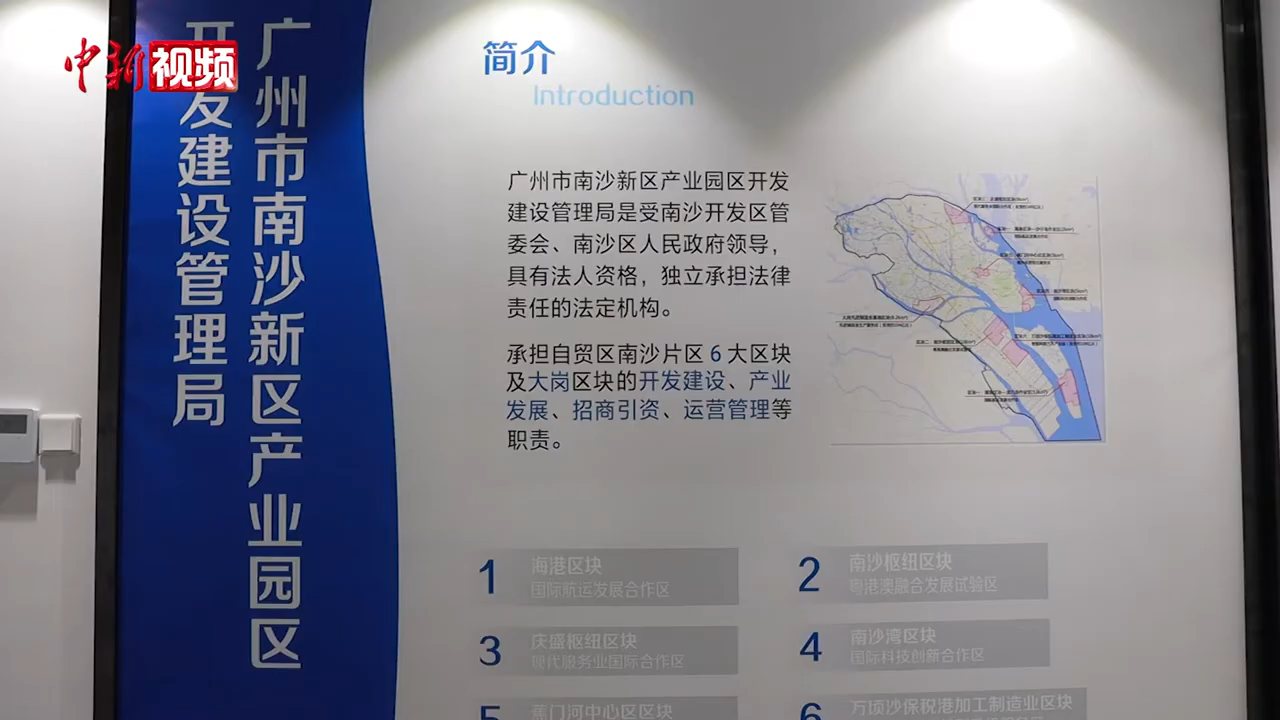 中新视频
广州市南沙新区产业园区
开发建设管理局
简介
Introduction
广州市南沙新区产业园区开发
建设管理局是受南沙开发区管
委会、南沙区人民政府领导，
具有法人资格，独立承担法律
责任的法定机构。
承担自贸区南沙片区 6 大区块
及大岗区块的开发建设、产业
发展、招商引资、运营管理等
职责。
1
海港区块
国际航运发展合作区
2
南沙枢纽区块
粤港澳融合发展试验区
3
庆盛枢纽区块
现代服务业国际合作区
4
南沙湾区块
国际科技创新合作区
5
蕉门河中心区区块
6
万顷沙保税港加工制造业区块